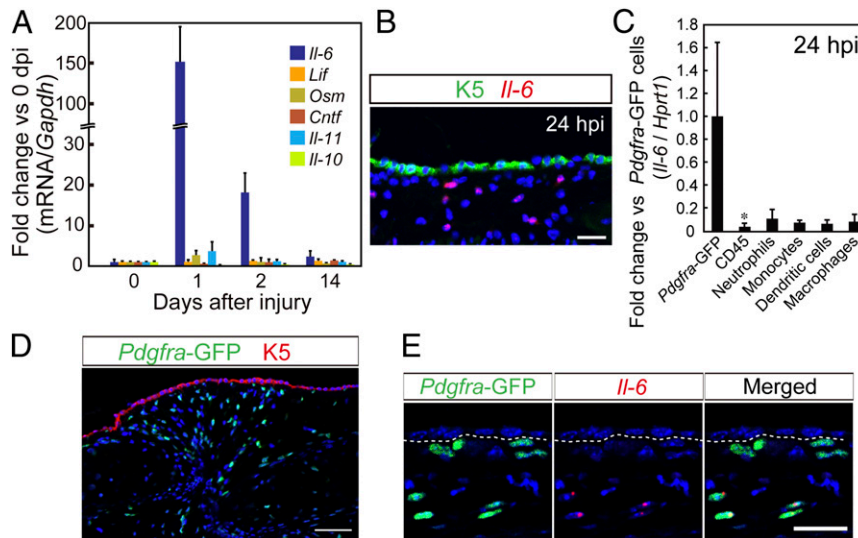 A
Fold change vs 0 dpi
(mRNA/Gapdh)
200
150
100
50
30
20
10
0
Il-6
Lif
Osm
Cntf
Il-11
Il-10
0 1 2 14
Days after injury
B
K5 Il-6
24 hpi
C
Fold change vs Pdgfra-GFP cells
(Il-6 / Hprt1)
24 hpi
1.8
1.6
1.4
1.2
1.0
0.8
0.6
0.4
0.2
0
*
Pdgfra-GFP
CD45
Neutrophils
Monocytes
Dendritic cells
Macrophages
D
Pdgfra-GFP K5
E
Pdgfra-GFP Il-6 Merged